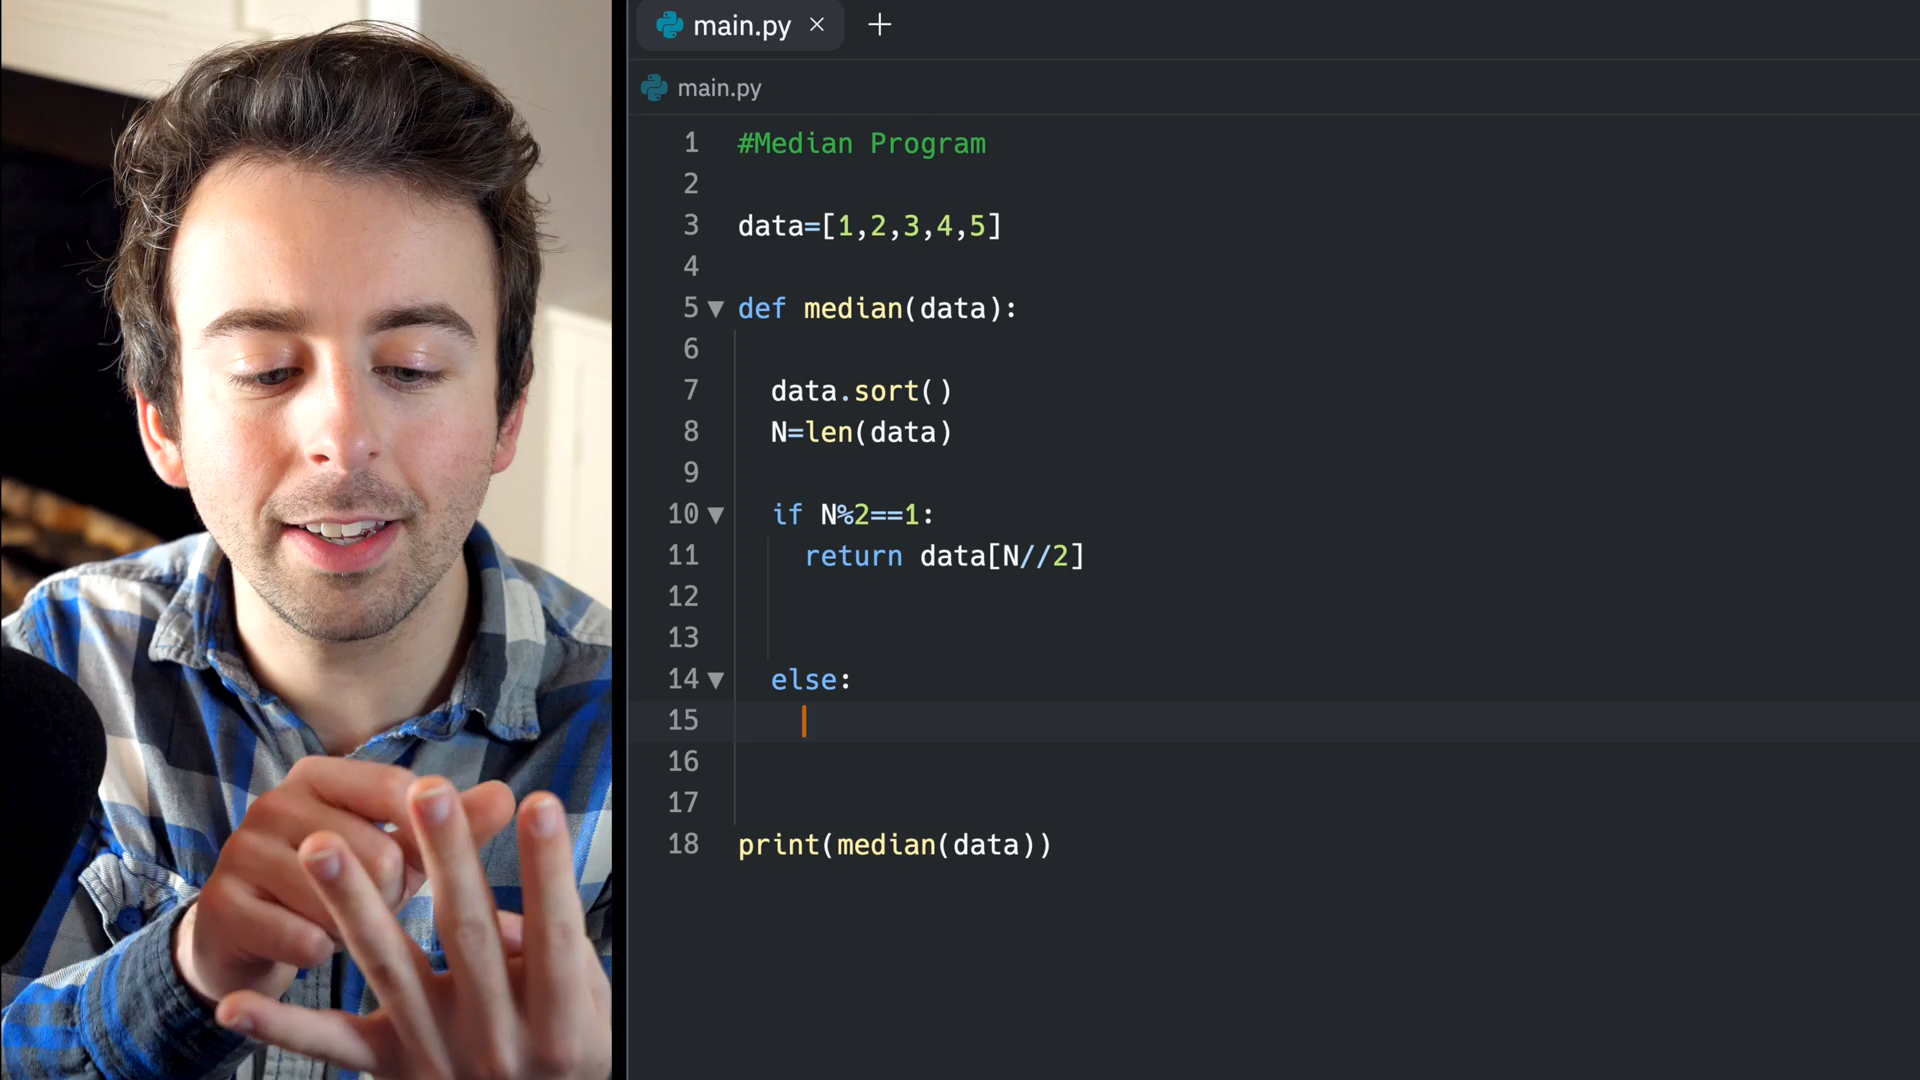 main.py × +
main.py
1 #Median Program
2
3 data=[1,2,3,4,5]
4
5 def median(data):
6
7 data.sort()
8 N=len(data)
9
10 if N%2==1:
11 return data[N//2]
12
13
14 else:
15
16
17
18 print(median(data))